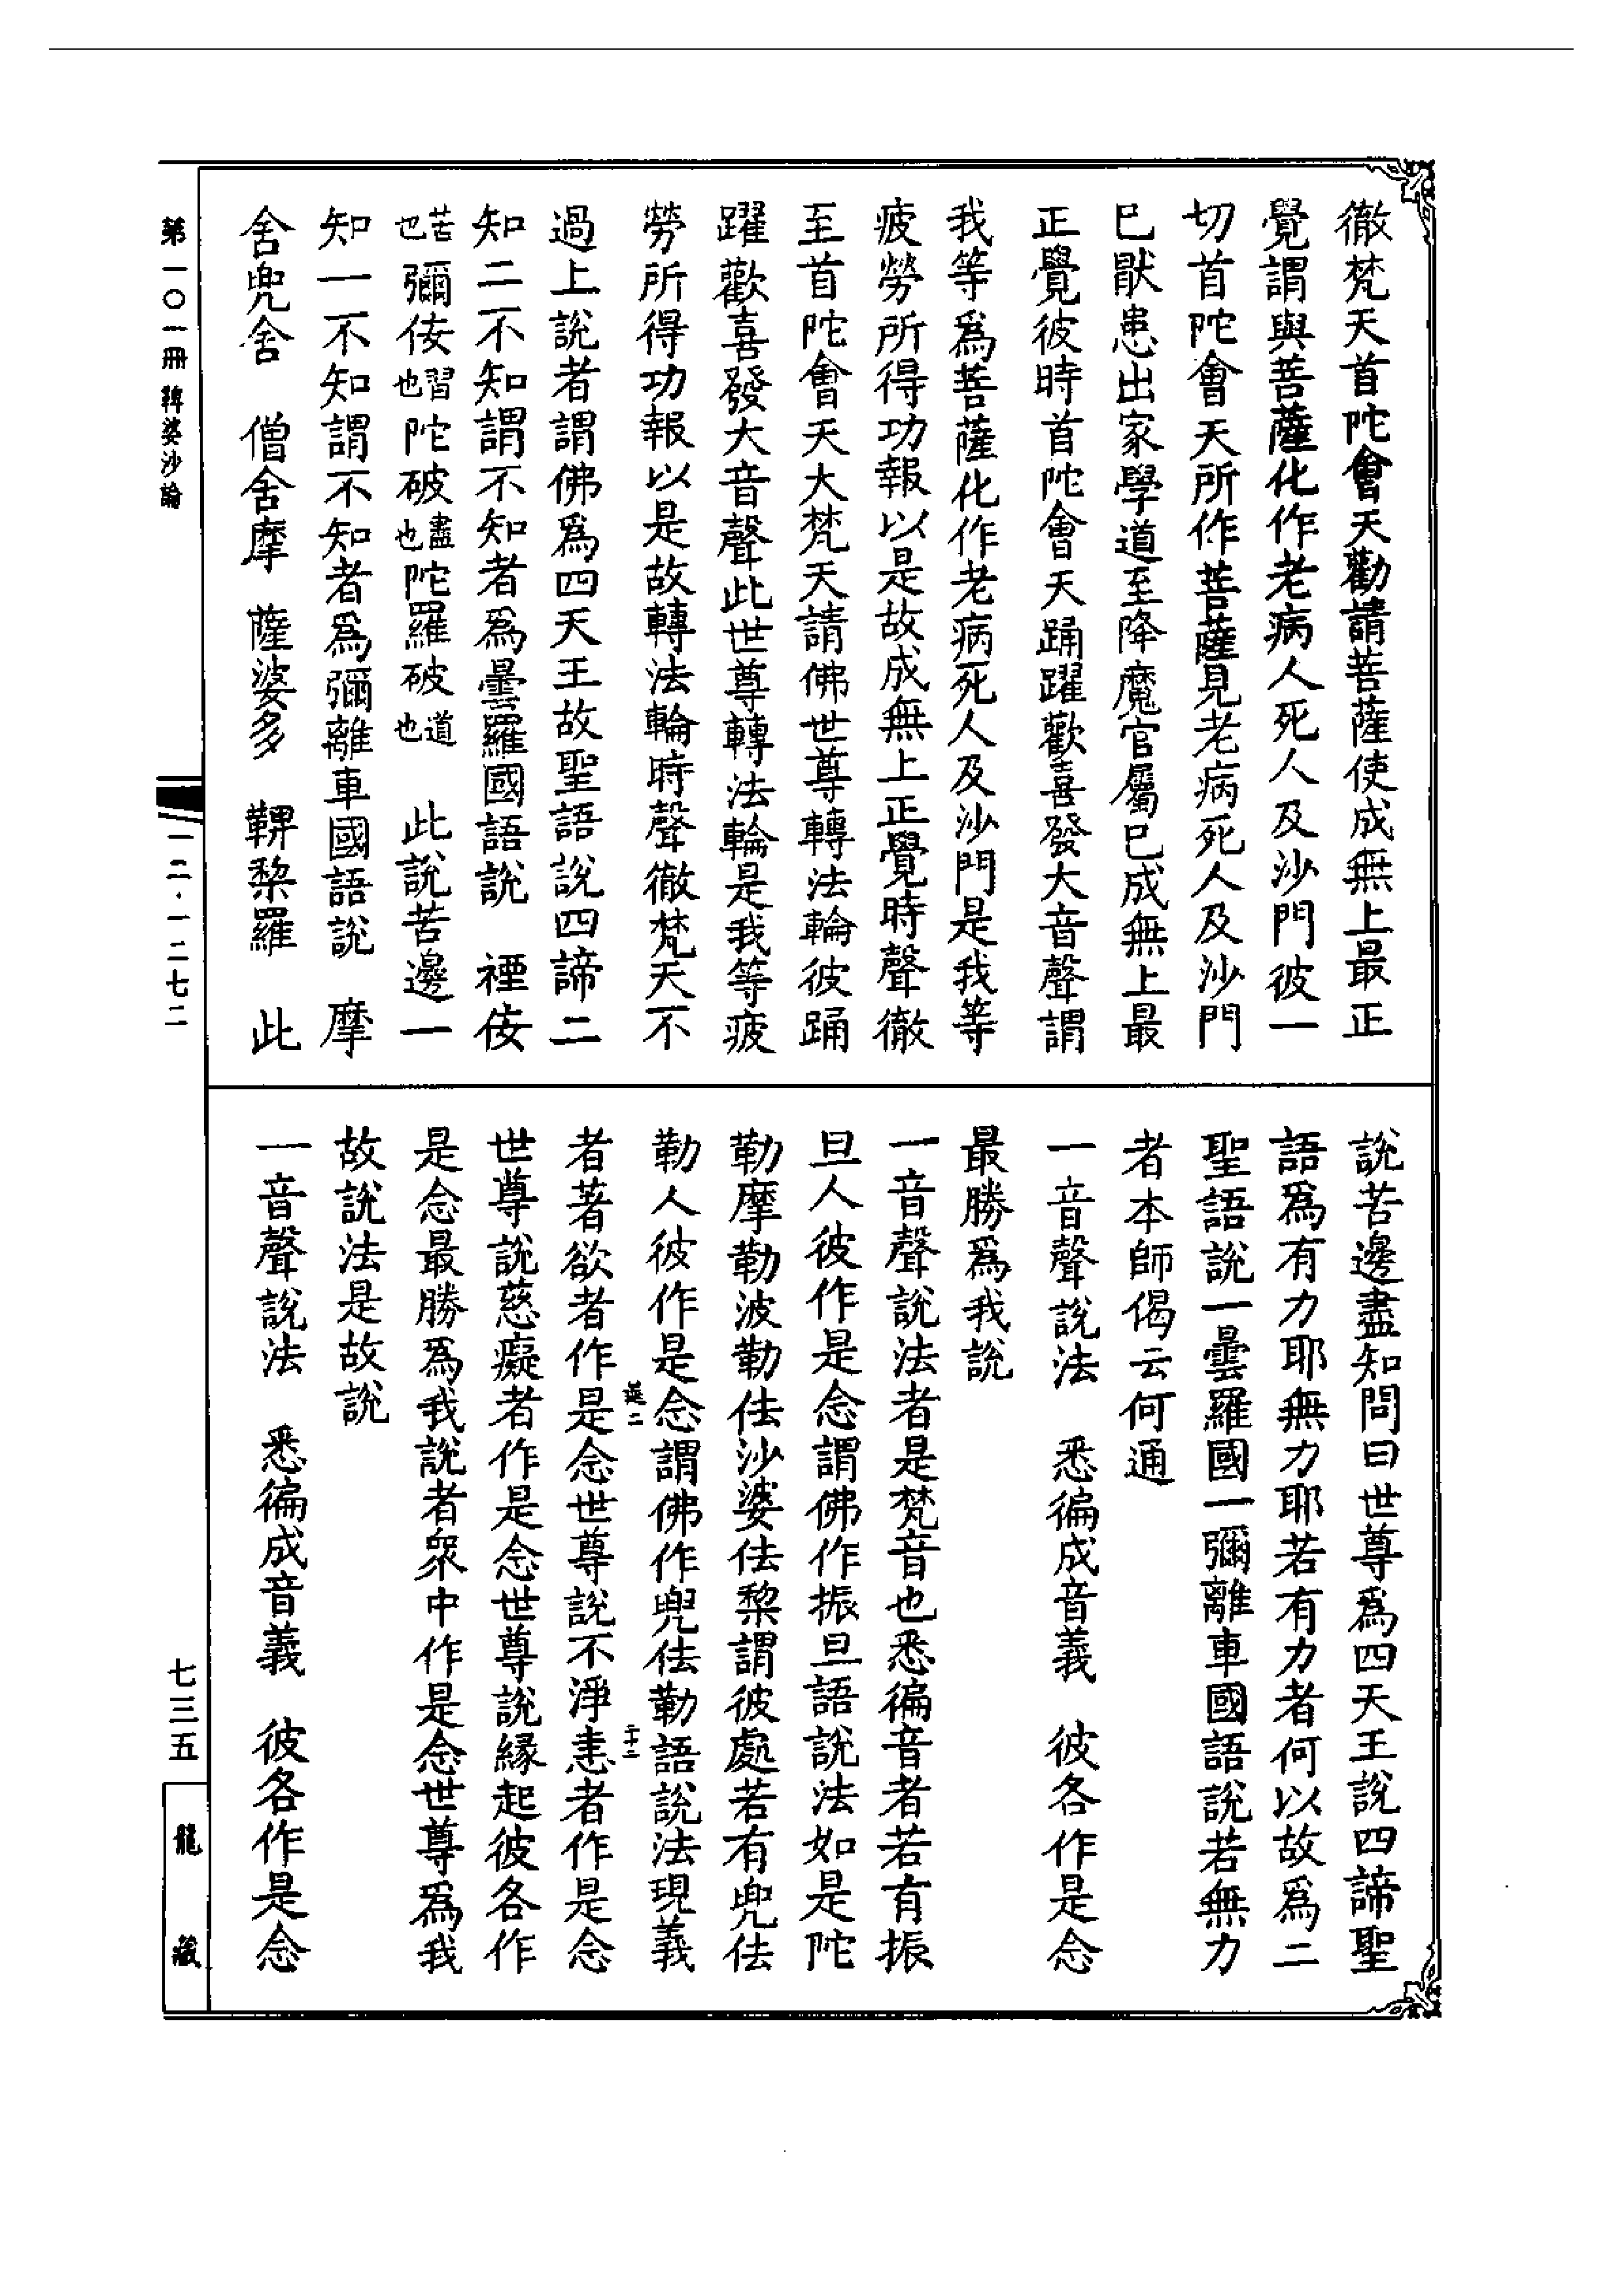 徹梵天首陀會天勸請菩薩使成無上最正
覺謂與菩薩化作老病人死人及沙門彼一
切首陀會天所作菩薩見老病死人及沙門
已猒患出家學道至降魔官屬已成無上最
正覺彼時首陀會天踊躍歡喜發大音聲謂
我等爲菩薩化作老病死人及沙門是我等
疲勞所得功報以是故成無上正覺時聲徹
至首陀會天大梵天請佛世尊轉法輪彼踊
躍歡喜發大音聲此世尊轉法輪是我等疲
勞所得功報以是故轉法輪時聲徹梵天不
過上說者謂佛爲四天王故聖語說四諦二
知二不知謂不知者爲曇羅國語說　禋侒
苦也彌侒習也陀破盡也陀羅破道也　此說苦邊一
知一不知謂不知者爲彌離車國語說　摩
舍兜舍　僧舍摩　薩婆多　鞞棃羅　此
說苦邊盡知問曰世尊爲四天王說四諦聖
語爲有力耶無力耶若有力者何以故爲二
聖語說一曇羅國一彌離車國語說若無力
者本師偈云何通
一音聲說法　悉徧成音義　彼各作是念
最勝爲我說
一音聲說法者是梵音也悉徧音者若有振
旦人彼作是念謂佛作振旦語說法如是陀
勒摩勒波勒佉沙婆佉棃謂彼處若有兜佉
勒人彼作是念謂佛作兜佉勒語說法現義
者著欲者作是念世尊說不淨恚者作是念
世尊說慈癡者作是念世尊說緣起彼各作
是念最勝爲我說者衆中作是念世尊爲我
故說法是故說
一音聲說法　悉徧成音義　彼各作是念
第一〇一冊　鞞婆沙論
一二·一二七二
七三五
龍藏